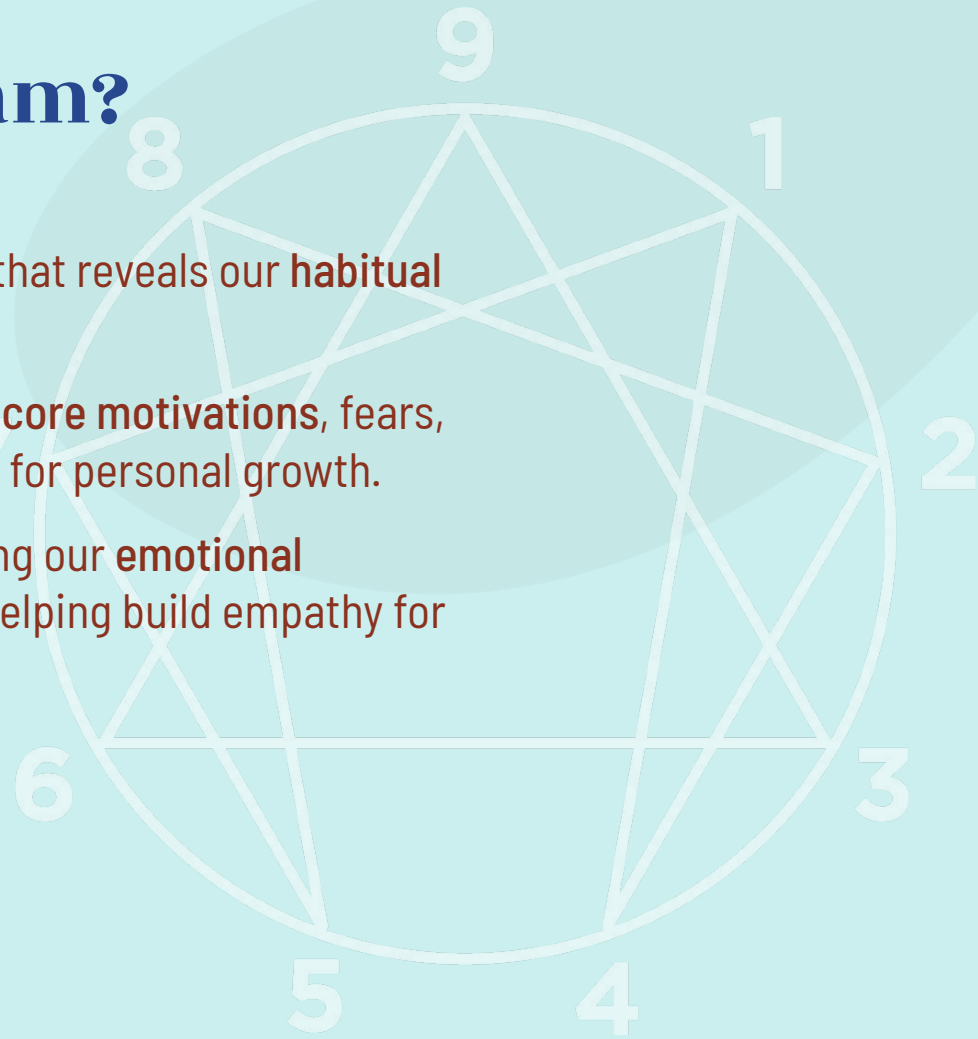 9
am?
8
1
that reveals our habitual
core motivations, fears,
2
for personal growth.
ng our emotional
elping build empathy for
6
3
5
4